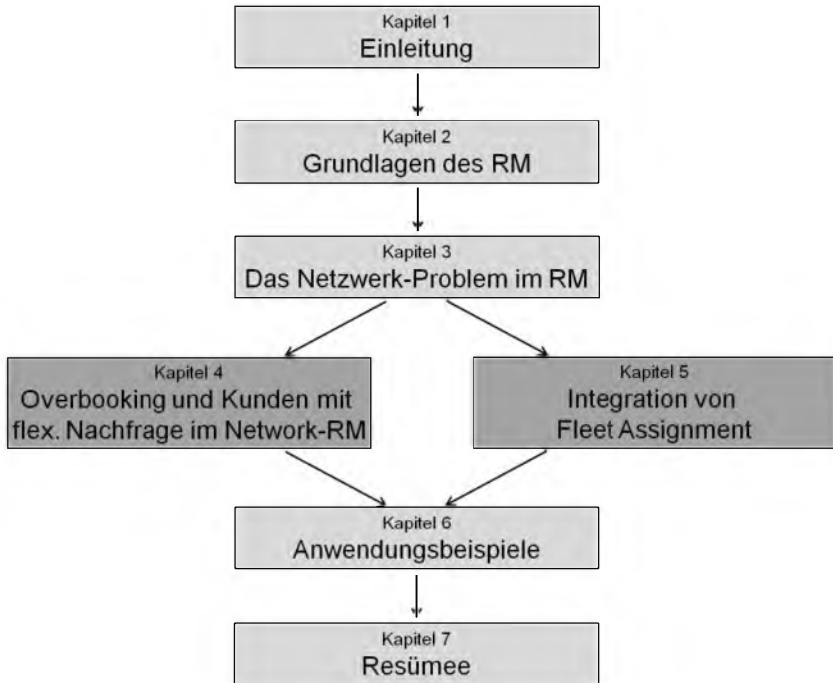 Kapitel 1
Einleitung
Kapitel 2
Grundlagen des RM
Kapitel 3
Das Netzwerk-Problem im RM
Kapitel 4
Overbooking und Kunden mit
flex. Nachfrage im Network-RM
Kapitel 5
Integration von
Fleet Assignment
Kapitel 6
Anwendungsbeispiele
Kapitel 7
Resümee